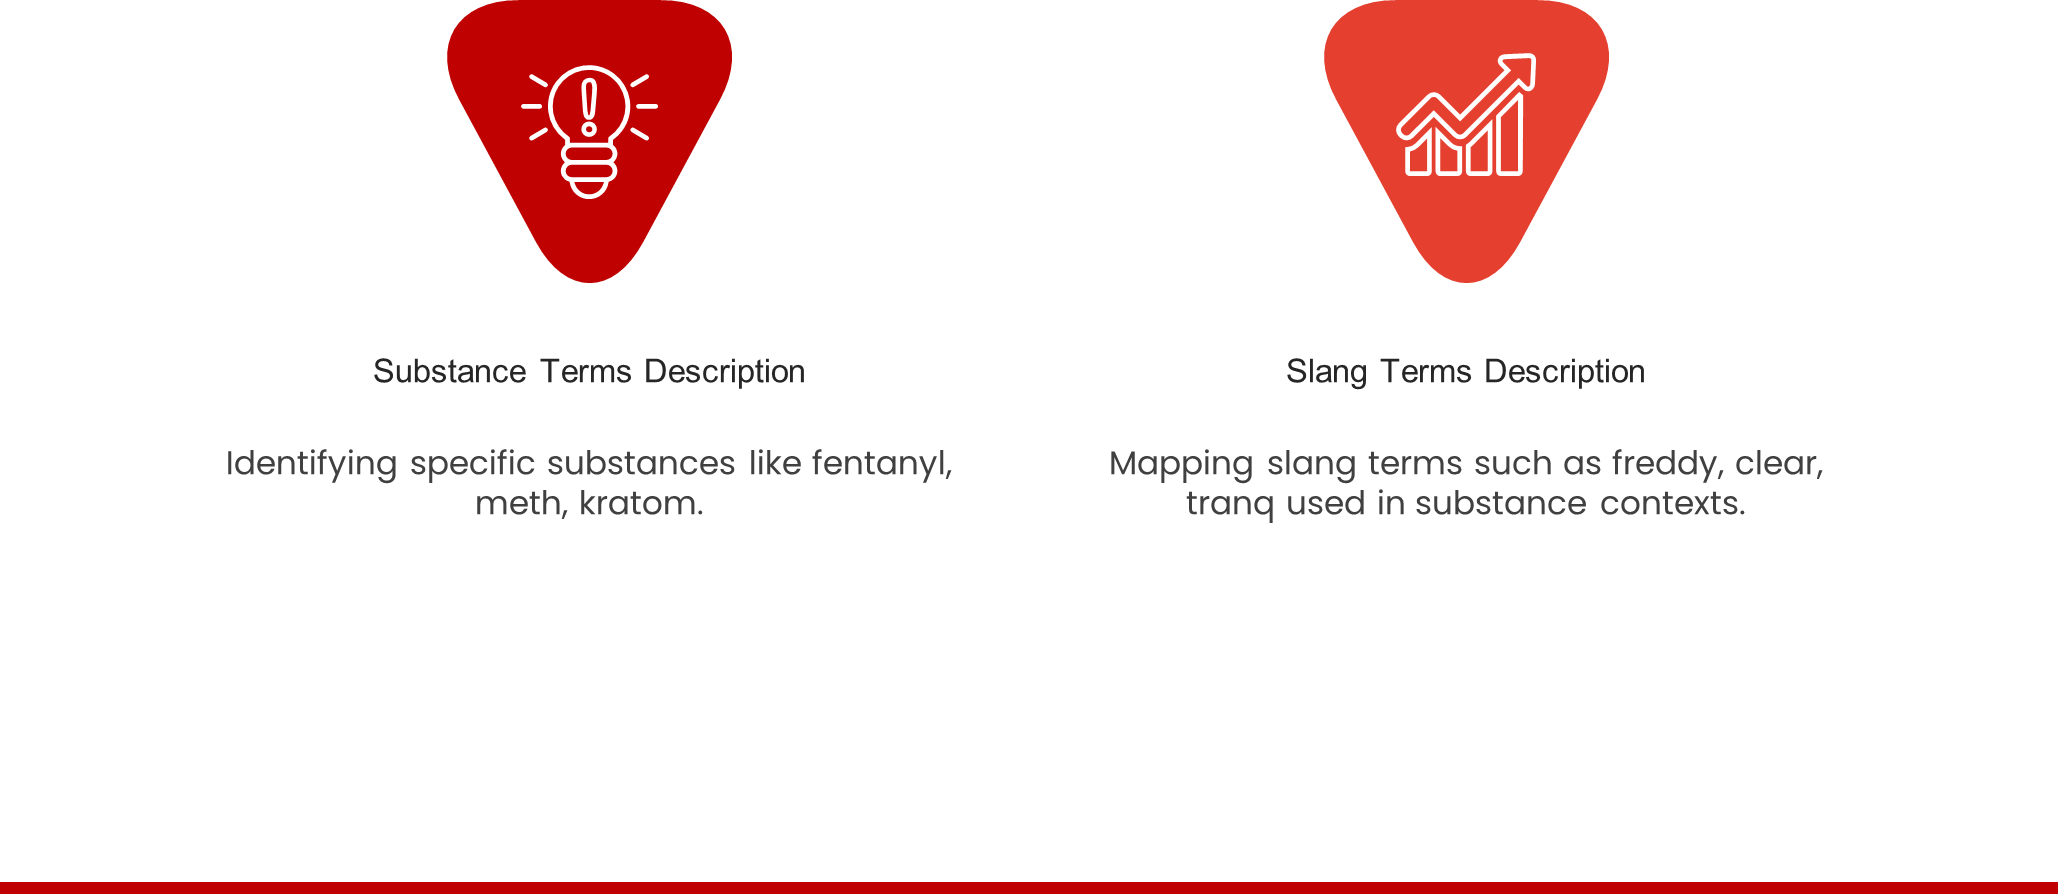 Substance Terms Description
Identifying specific substances like fentanyl,
meth, kratom.
Slang Terms Description
Mapping slang terms such as freddy, clear,
tranq used in substance contexts.